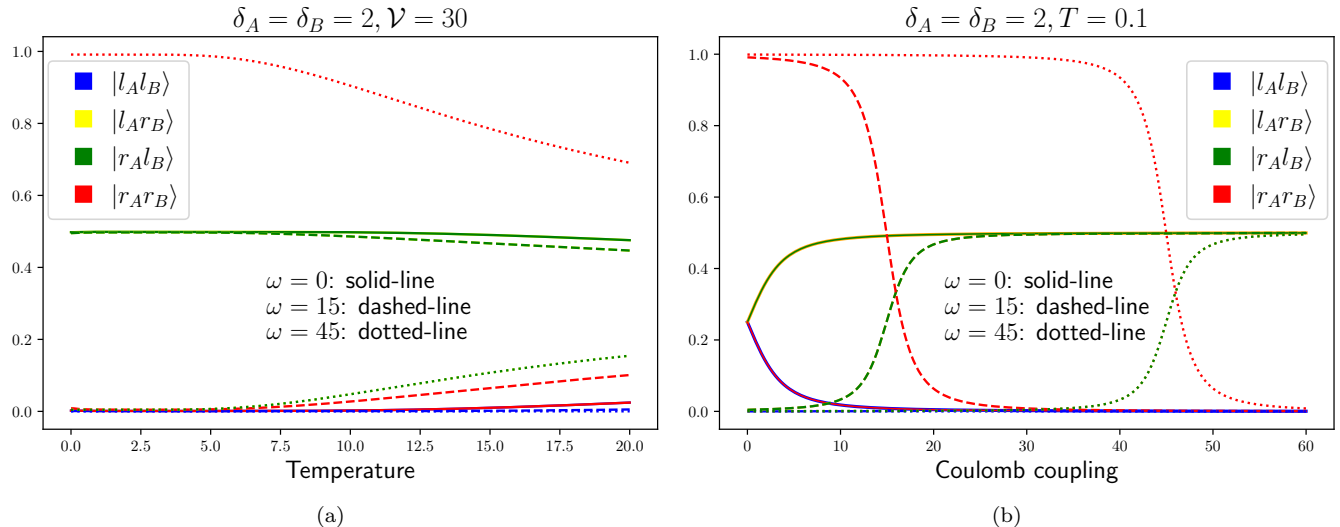 δ_A = δ_B = 2, 𝒱 = 30
1.0
0.8
0.6
0.4
0.2
0.0
|l_A l_B⟩
|l_A r_B⟩
|r_A l_B⟩
|r_A r_B⟩
ω = 0: solid-line
ω = 15: dashed-line
ω = 45: dotted-line
0.0 2.5 5.0 7.5 10.0 12.5 15.0 17.5 20.0
Temperature
(a)
δ_A = δ_B = 2, T = 0.1
1.0
0.8
0.6
0.4
0.2
0.0
|l_A l_B⟩
|l_A r_B⟩
|r_A l_B⟩
|r_A r_B⟩
ω = 0: solid-line
ω = 15: dashed-line
ω = 45: dotted-line
0 10 20 30 40 50 60
Coulomb coupling
(b)